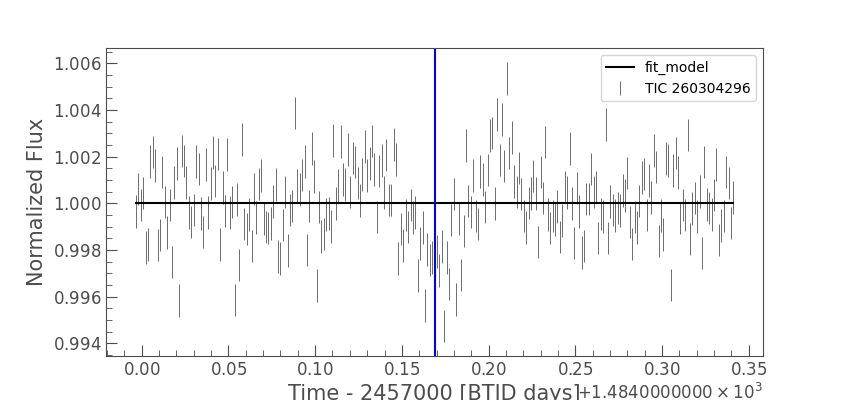 1.006
1.004
1.002
1.000
0.998
0.996
0.994
Normalized Flux
fit_model
TIC 260304296
0.00 0.05 0.10 0.15 0.20 0.25 0.30 0.35
Time - 2457000 [BTJD days]
+1.4840000000 × 10³